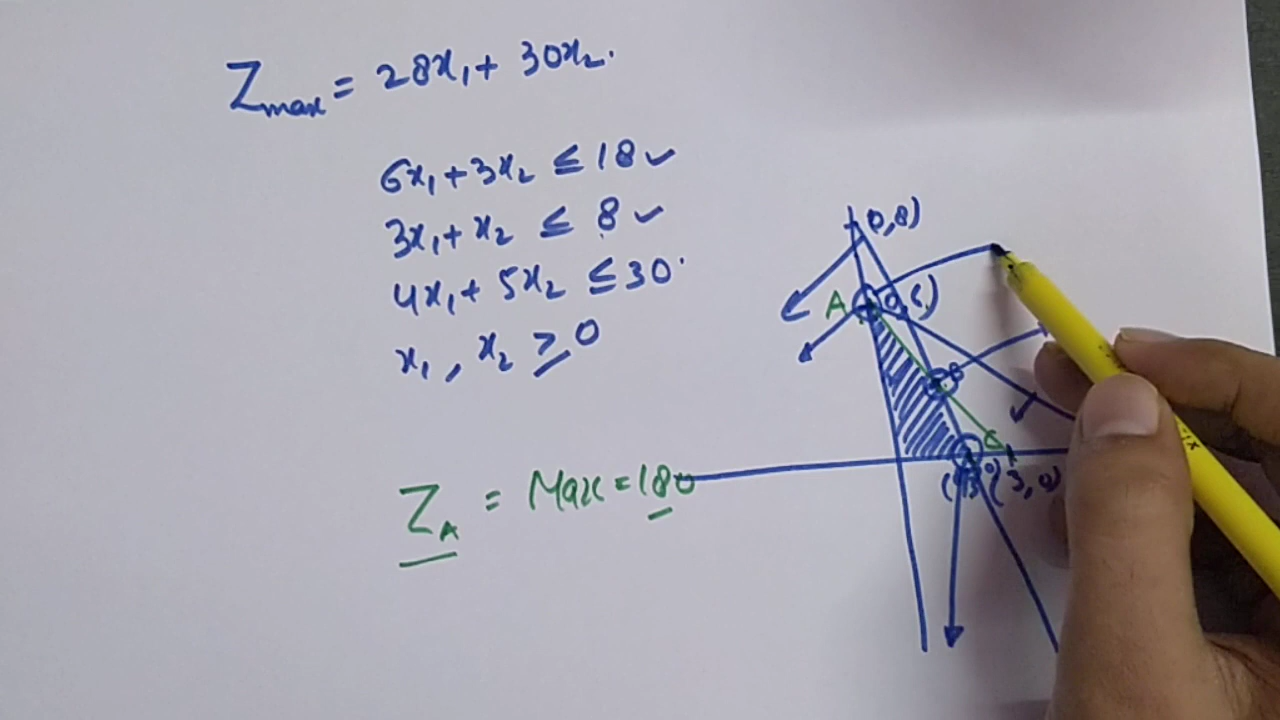 Zmax = 28x₁ + 30x₂.
6x₁ + 3x₂ ≤ 18 ✓
3x₁ + x₂ ≤ 8 ✓
4x₁ + 5x₂ ≤ 30.
x₁, x₂ ≥ 0
0,8)
A
B
C
(3,0)
Z_A = Max = 180